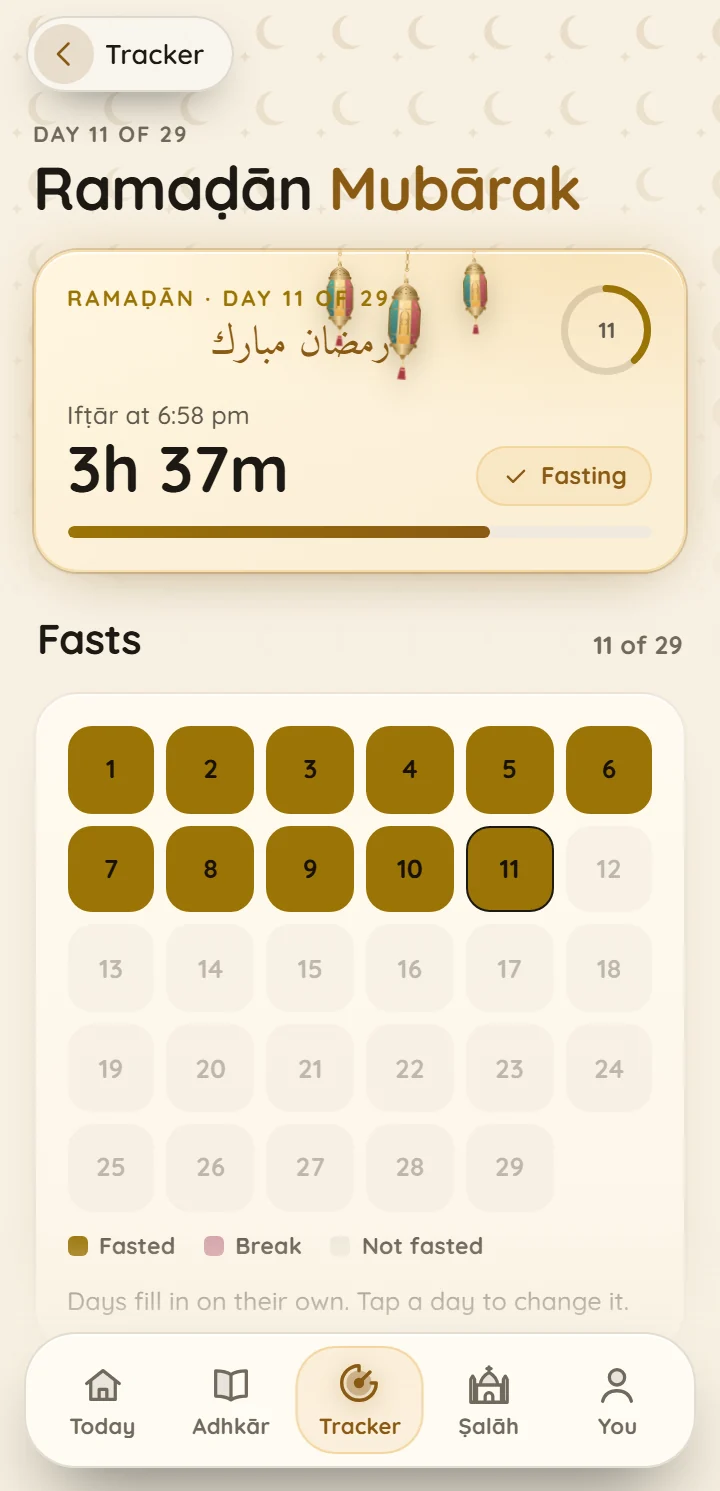 Tracker
DAY 11 OF 29
Ramaḍān Mubārak
RAMAḌĀN · DAY 11 OF 29
رمضان مبارك
11
Ifṭār at 6:58 pm
3h 37m
Fasting
Fasts
11 of 29
1 2 3 4 5 6
7 8 9 10 11 12
13 14 15 16 17 18
19 20 21 22 23 24
25 26 27 28 29
Fasted Break Not fasted
Days fill in on their own. Tap a day to change it.
Today Adhkār Tracker Ṣalāh You